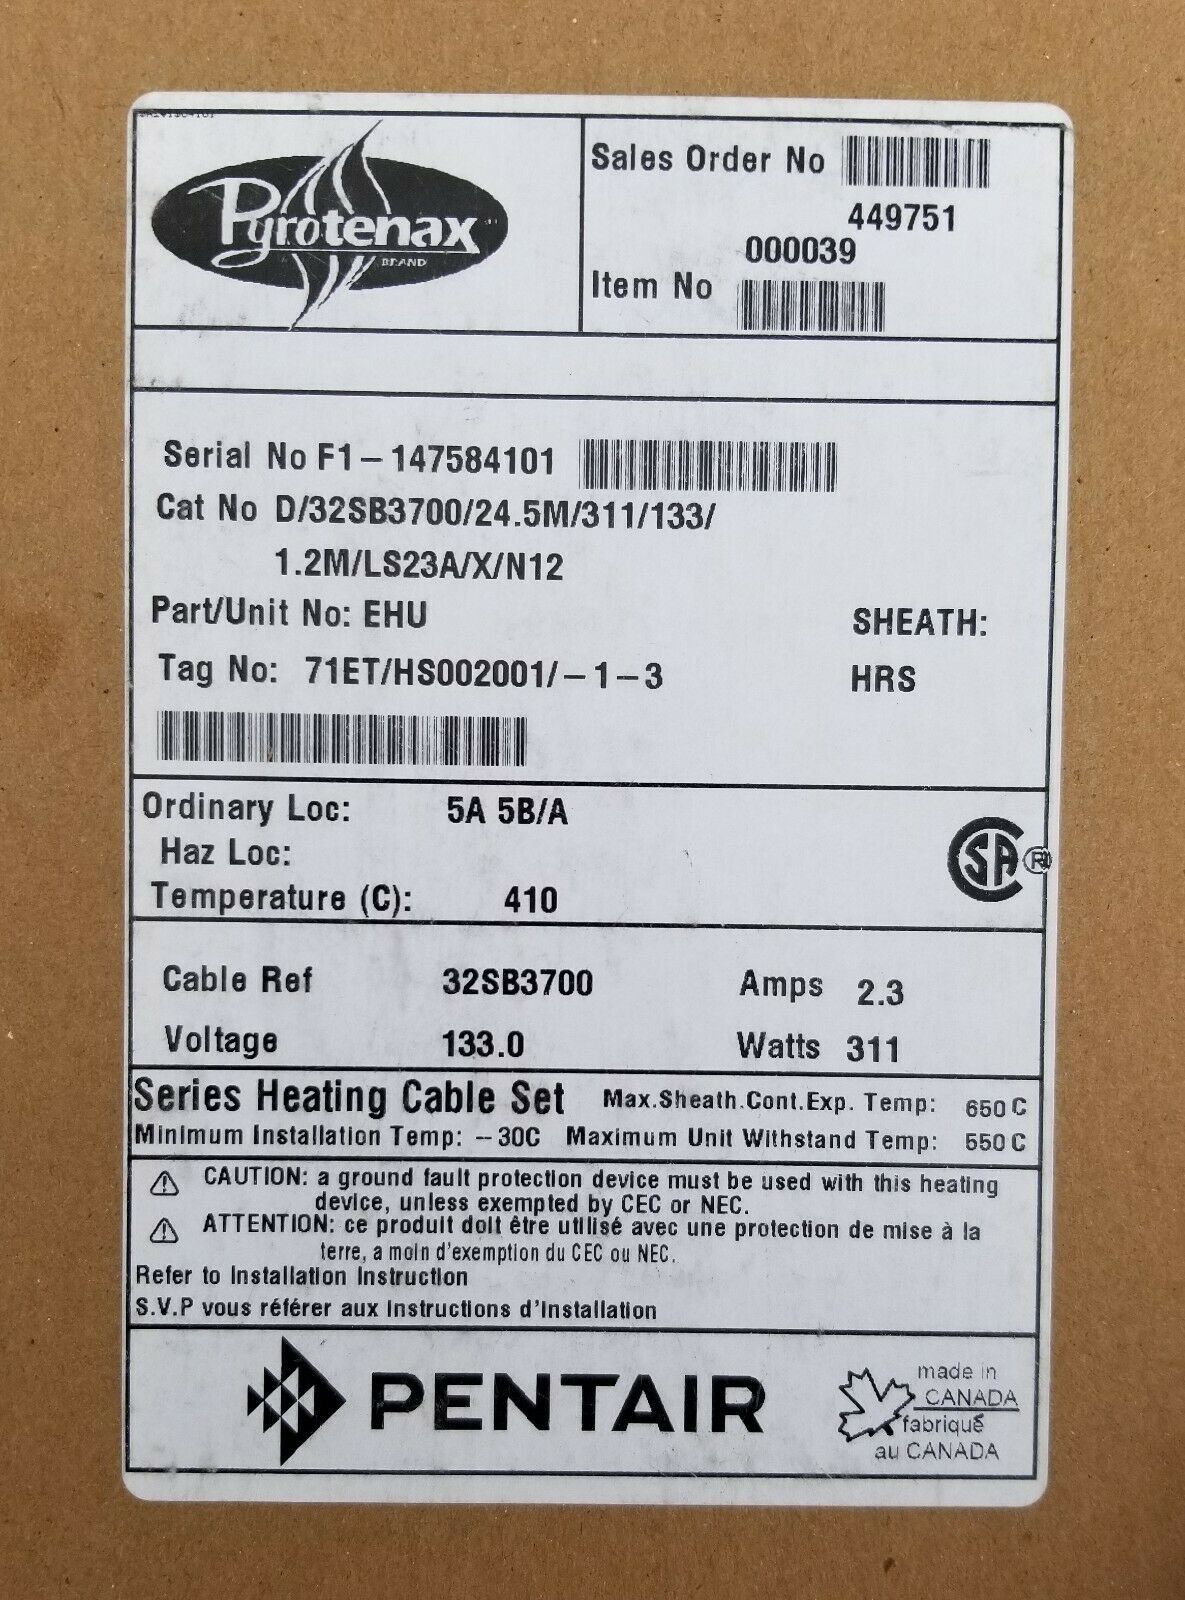 Pyrotenax
BRAND
Sales Order No
449751
000039
Item No
Serial No F1-147584101
Cat No D/32SB3700/24.5M/311/133/
1.2M/LS23A/X/N12
Part/Unit No: EHU
SHEATH:
Tag No: 71ET/HS002001/-1-3
HRS
Ordinary Loc: 5A 5B/A
Haz Loc:
Temperature (C): 410
SA ®
Cable Ref 32SB3700 Amps 2.3
Voltage 133.0 Watts 311
Series Heating Cable Set Max.Sheath.Cont.Exp. Temp: 650 C
Minimum Installation Temp: -30C Maximum Unit Withstand Temp: 550 C
CAUTION: a ground fault protection device must be used with this heating
device, unless exempted by CEC or NEC.
ATTENTION: ce produit doit être utilisé avec une protection de mise à la
terre, a moin d'exemption du CEC ou NEC.
Refer to Installation Instruction
S.V.P vous référer aux Instructions d'Installation
PENTAIR
made in
CANADA
fabriqué
au CANADA